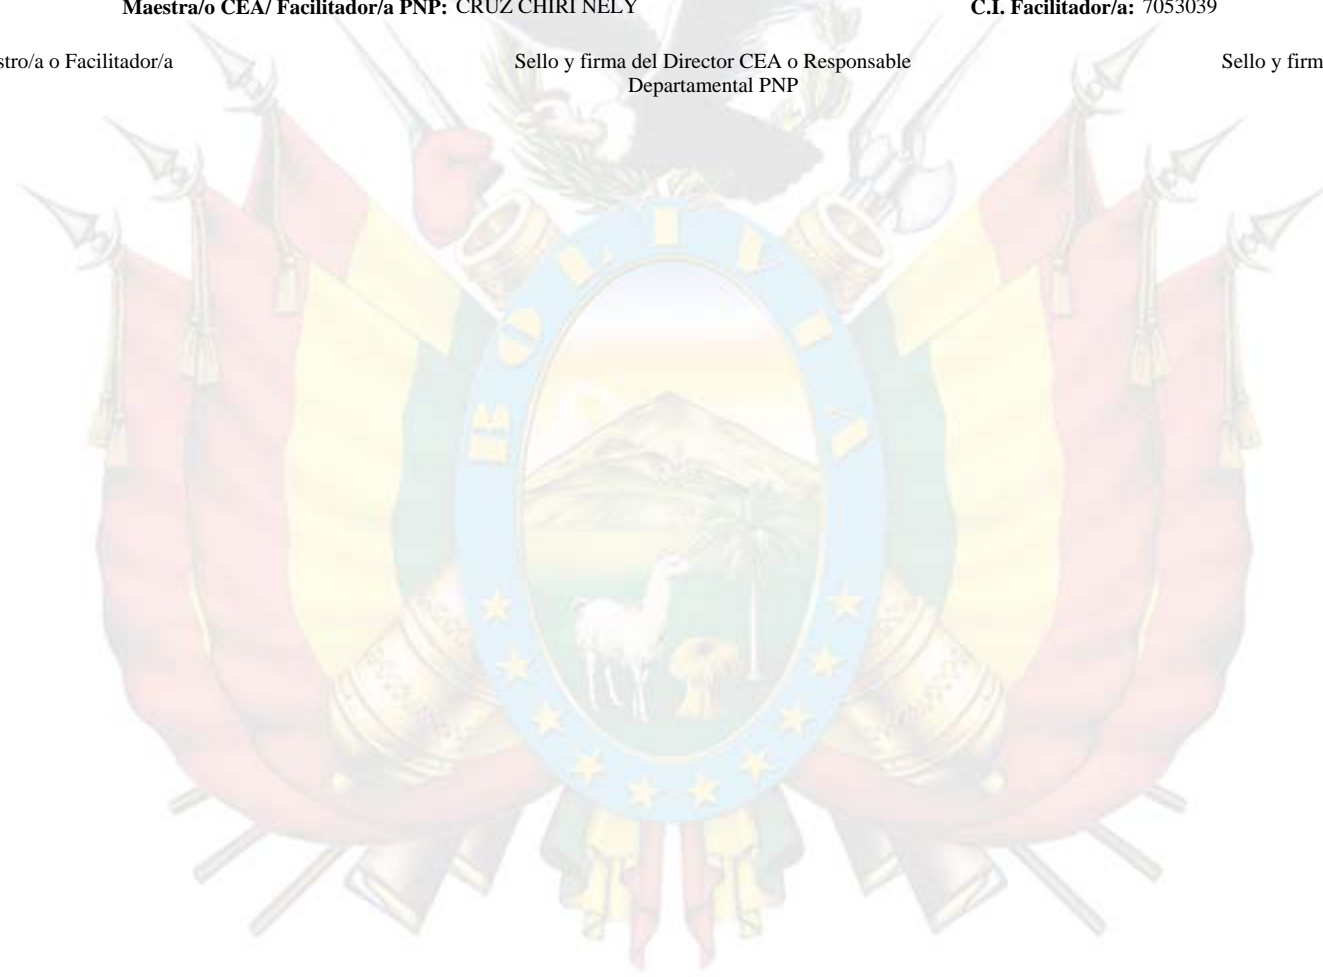 Maestra/o CEA/ Facilitador/a PNP: CRUZ CHIRI NELY C.I. Facilitador/a: 7053039
stro/a o Facilitador/a Sello y firma del Director CEA o Responsable Sello y firm
Departamental PNP
BOLIVIA